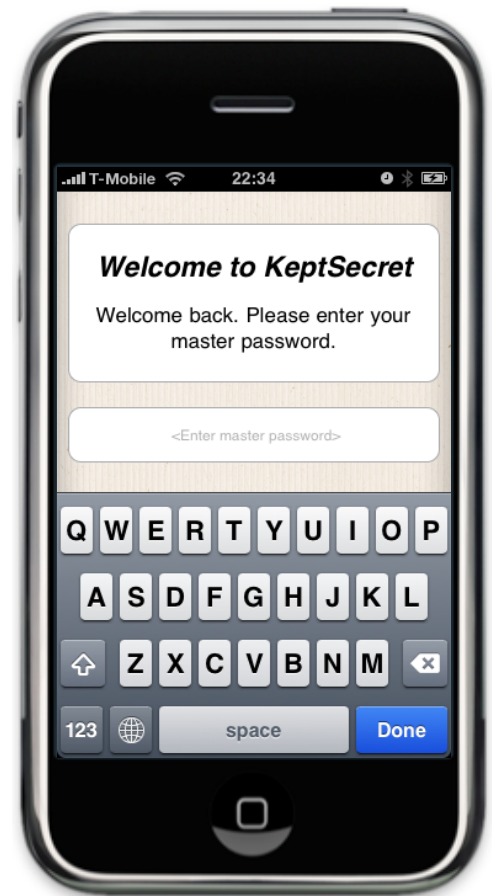 T-Mobile 22:34
Welcome to KeptSecret
Welcome back. Please enter your
master password.
<Enter master password>
Q W E R T Y U I O P
A S D F G H J K L
Z X C V B N M
123 space Done